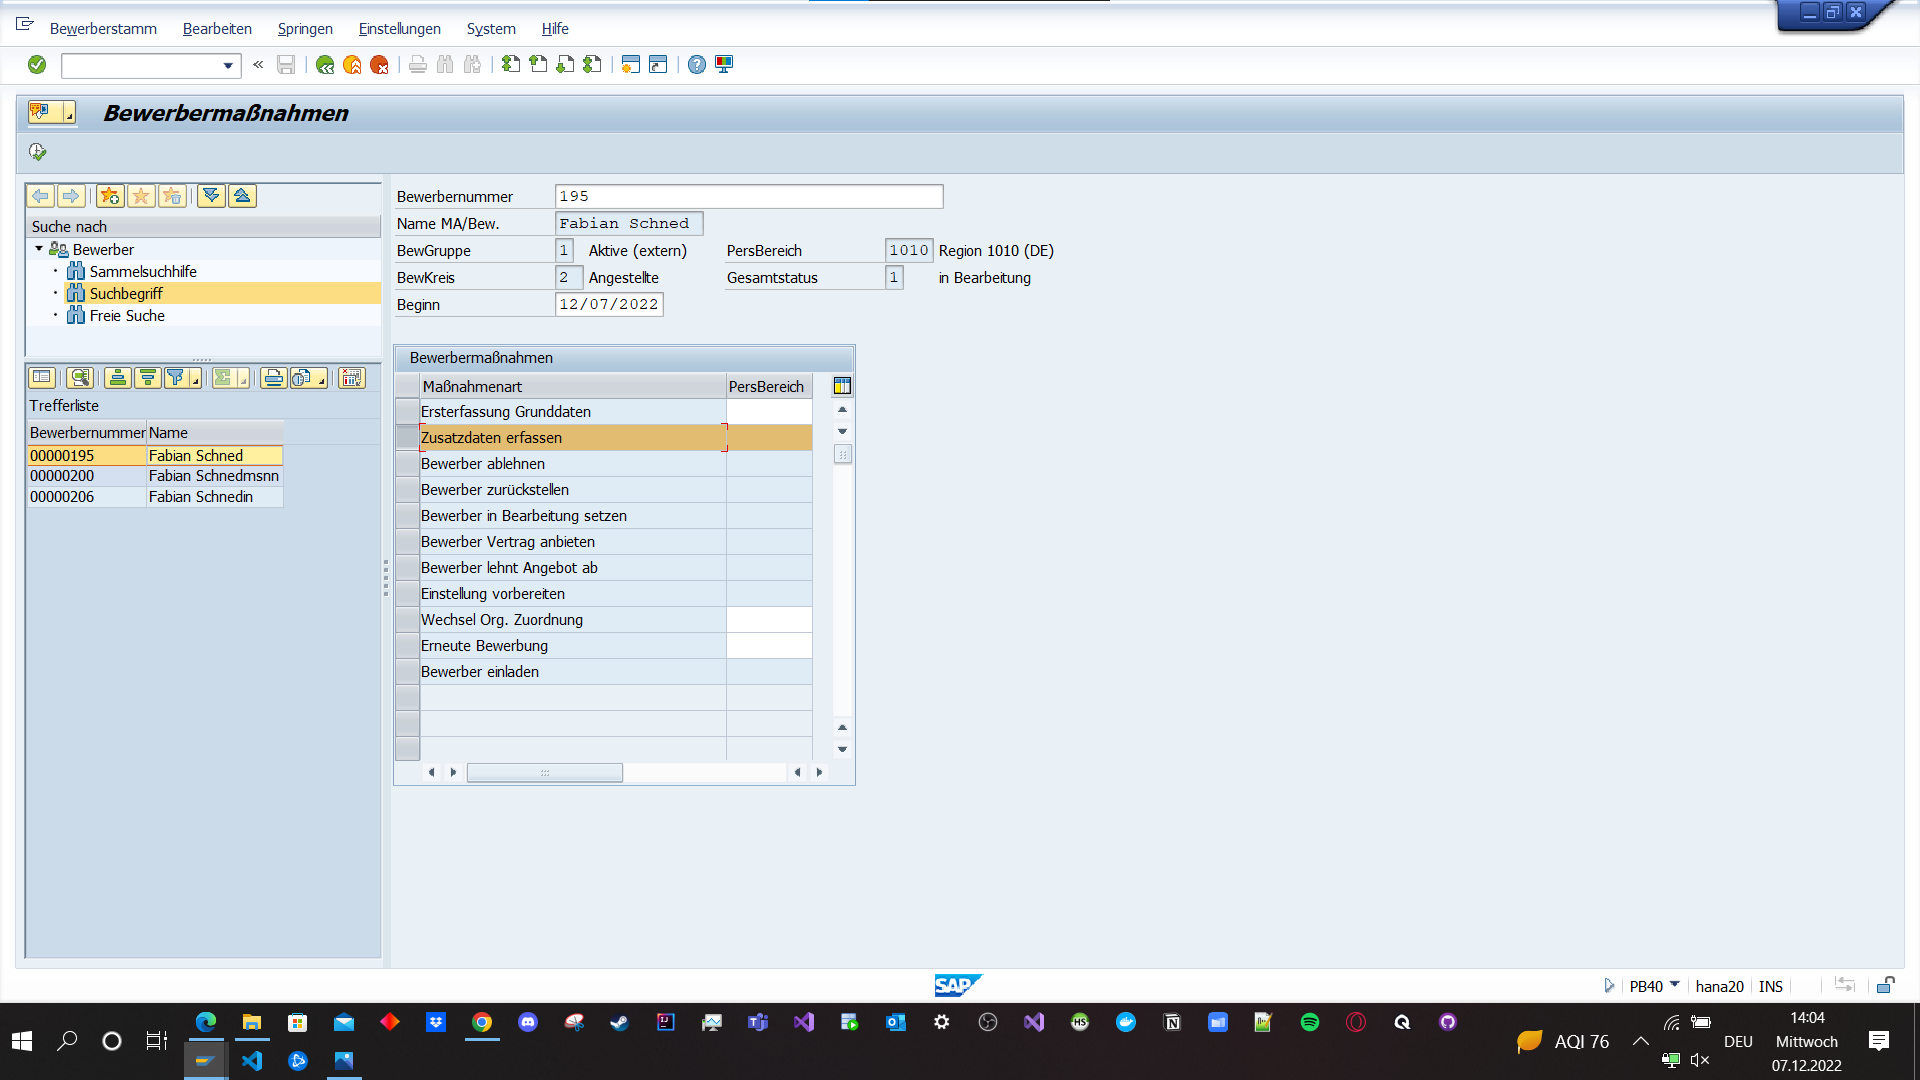 Bewerberstamm Bearbeiten Springen Einstellungen System Hilfe
Bewerbermaßnahmen
Suche nach
Bewerber
Sammelsuchhilfe
Suchbegriff
Freie Suche
Trefferliste
Bewerbernummer Name
00000195 Fabian Schned
00000200 Fabian Schnedmsnn
00000206 Fabian Schnedin
Bewerbernummer 195
Name MA/Bew. Fabian Schned
BewGruppe 1 Aktive (extern) PersBereich 1010 Region 1010 (DE)
BewKreis 2 Angestellte Gesamtstatus 1 in Bearbeitung
Beginn 12/07/2022
Bewerbermaßnahmen
Maßnahmenart PersBereich
Ersterfassung Grunddaten
Zusatzdaten erfassen
Bewerber ablehnen
Bewerber zurückstellen
Bewerber in Bearbeitung setzen
Bewerber Vertrag anbieten
Bewerber lehnt Angebot ab
Einstellung vorbereiten
Wechsel Org. Zuordnung
Erneute Bewerbung
Bewerber einladen
SAP
PB40 hana20 INS
AQI 76
DEU
14:04
Mittwoch
07.12.2022